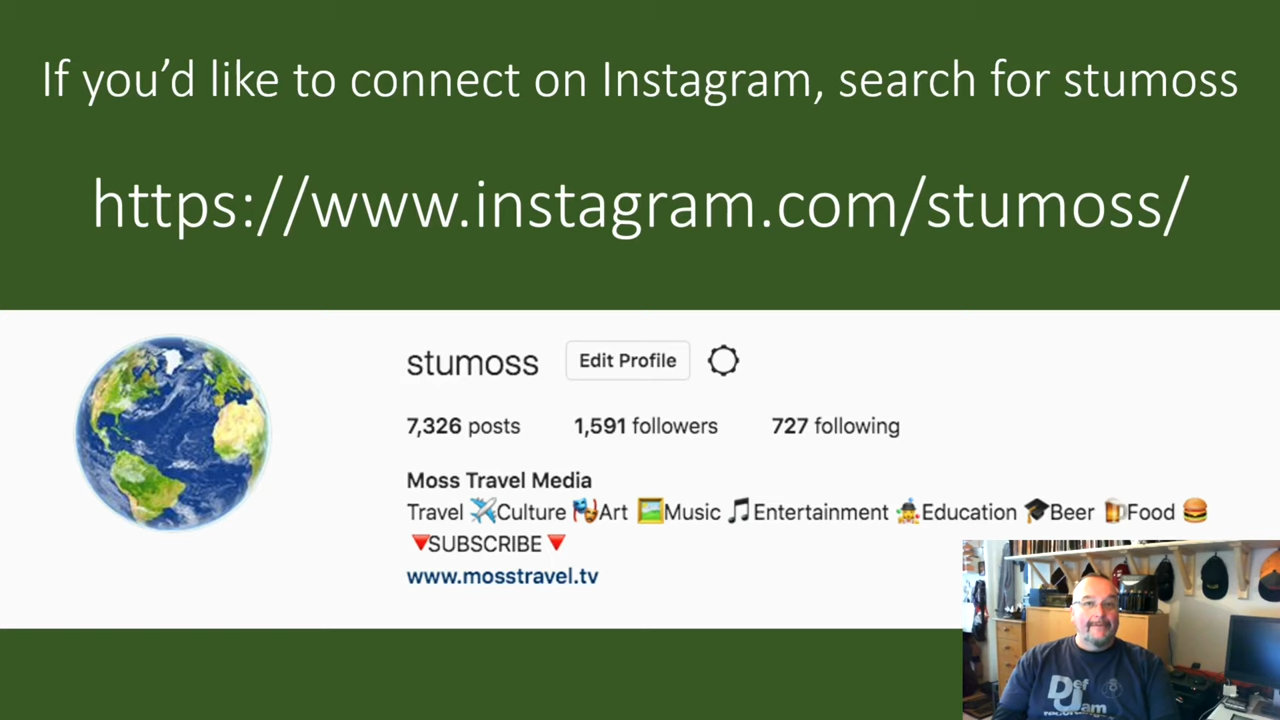 If you’d like to connect on Instagram, search for stumoss
https://www.instagram.com/stumoss/
stumoss Edit Profile
7,326 posts 1,591 followers 727 following
Moss Travel Media
Travel ✈️Culture 🎭Art 🖼️Music 🎵Entertainment 🤹Education 🎓Beer 🍺Food 🍔
🔻SUBSCRIBE🔻
www.mosstravel.tv
Def
Jam